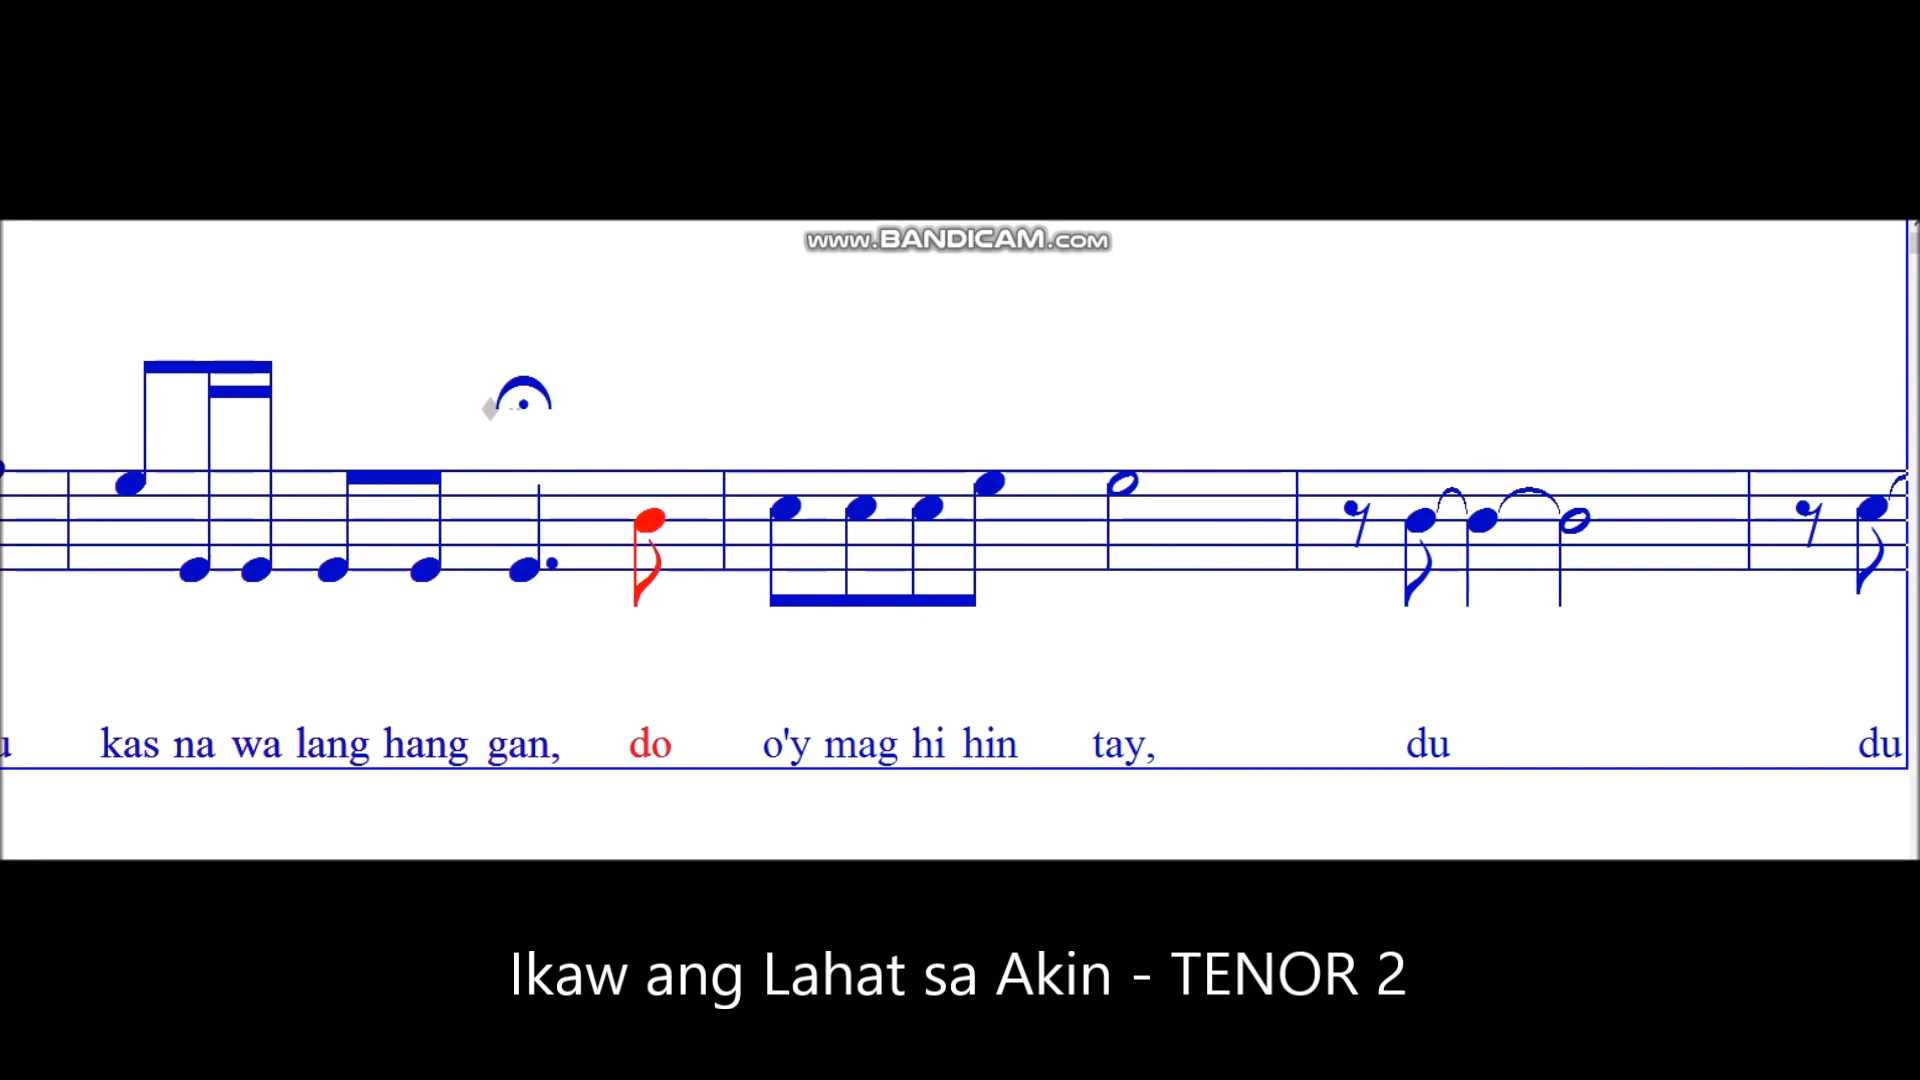 www.BANDICAM.com
kas na wa lang hang gan, do o'y mag hi hin tay, du du
Ikaw ang Lahat sa Akin - TENOR 2